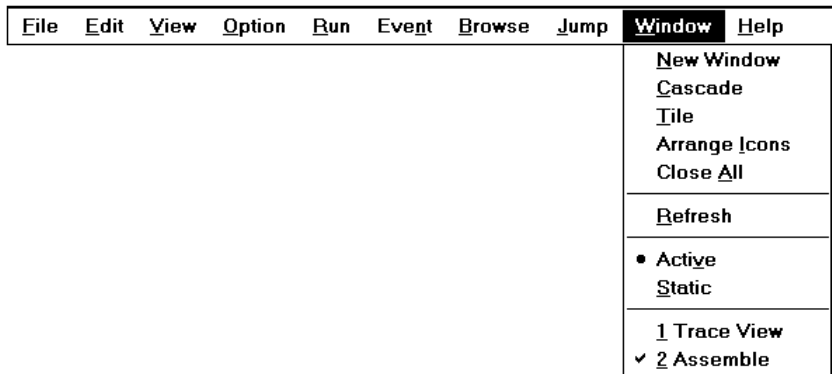 File Edit View Option Run Event Browse Jump Window Help
New Window
Cascade
Tile
Arrange Icons
Close All
Refresh
Active
Static
1 Trace View
2 Assemble